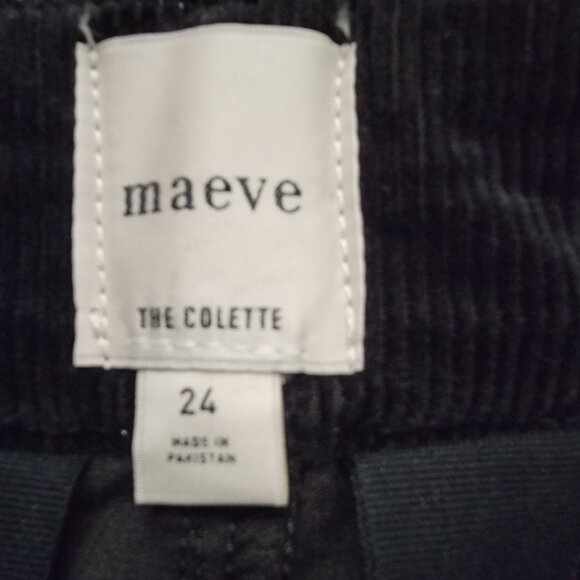 maeve
THE COLETTE
24
MADE IN
PAKISTAN